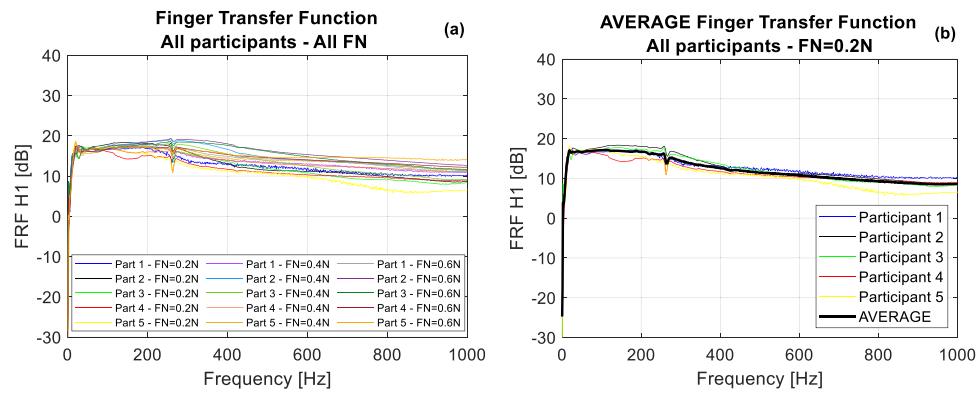 Finger Transfer Function
All participants - All FN
(a)
40
30
20
10
0
-10
-20
-30
FRF H1 [dB]
Part 1 - FN=0.2N Part 1 - FN=0.4N Part 1 - FN=0.6N
Part 2 - FN=0.2N Part 2 - FN=0.4N Part 2 - FN=0.6N
Part 3 - FN=0.2N Part 3 - FN=0.4N Part 3 - FN=0.6N
Part 4 - FN=0.2N Part 4 - FN=0.4N Part 4 - FN=0.6N
Part 5 - FN=0.2N Part 5 - FN=0.4N Part 5 - FN=0.6N
0 200 400 600 800 1000
Frequency [Hz]
AVERAGE Finger Transfer Function
All participants - FN=0.2N
(b)
40
30
20
10
0
-10
-20
-30
FRF H1 [dB]
Participant 1
Participant 2
Participant 3
Participant 4
Participant 5
AVERAGE
0 200 400 600 800 1000
Frequency [Hz]